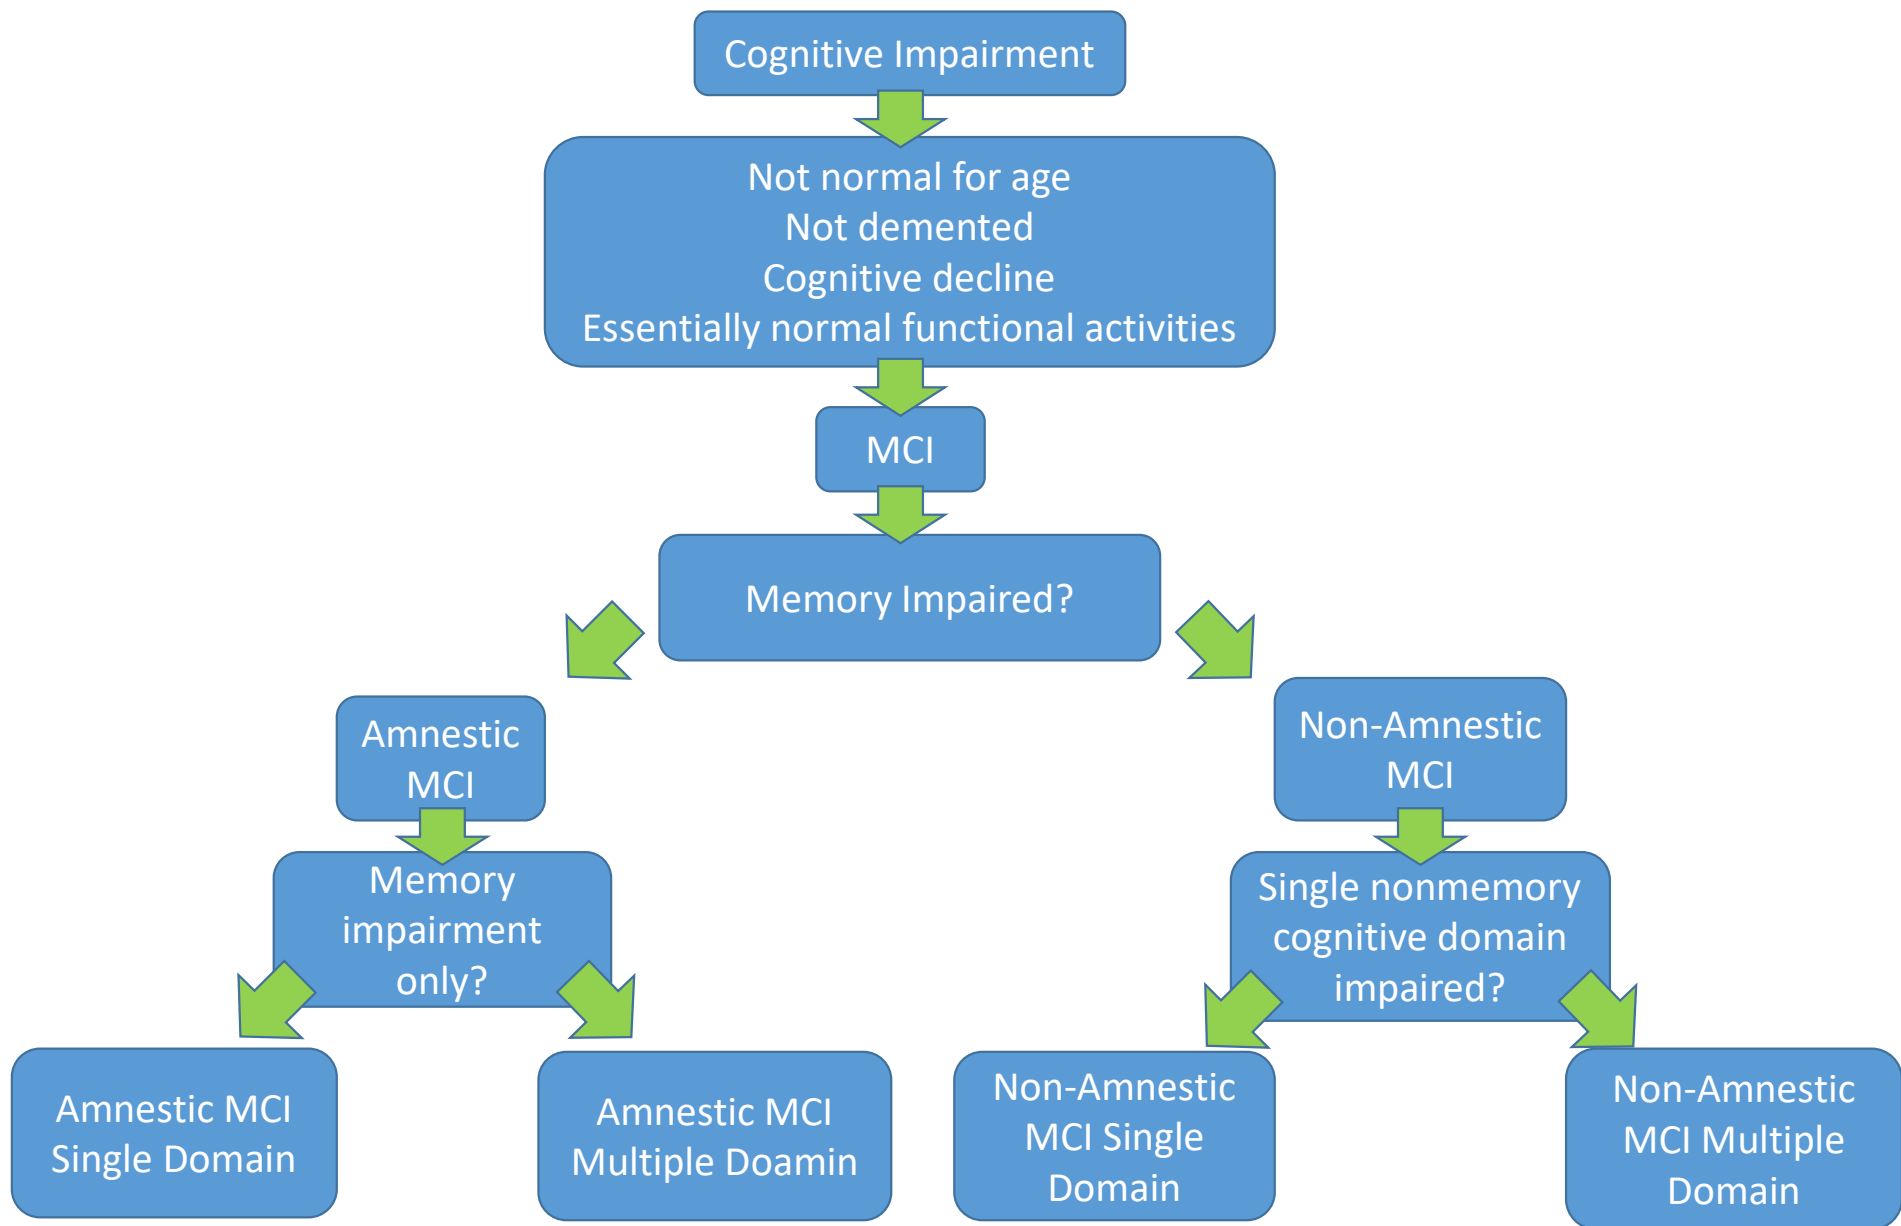 Cognitive Impairment
Not normal for age
Not demented
Cognitive decline
Essentially normal functional activities
MCI
Memory Impaired?
Amnestic
MCI
Non-Amnestic
MCI
Memory
impairment
only?
Single nonmemory
cognitive domain
impaired?
Amnestic MCI
Single Domain
Amnestic MCI
Multiple Doamin
Non-Amnestic
MCI Single
Domain
Non-Amnestic
MCI Multiple
Domain